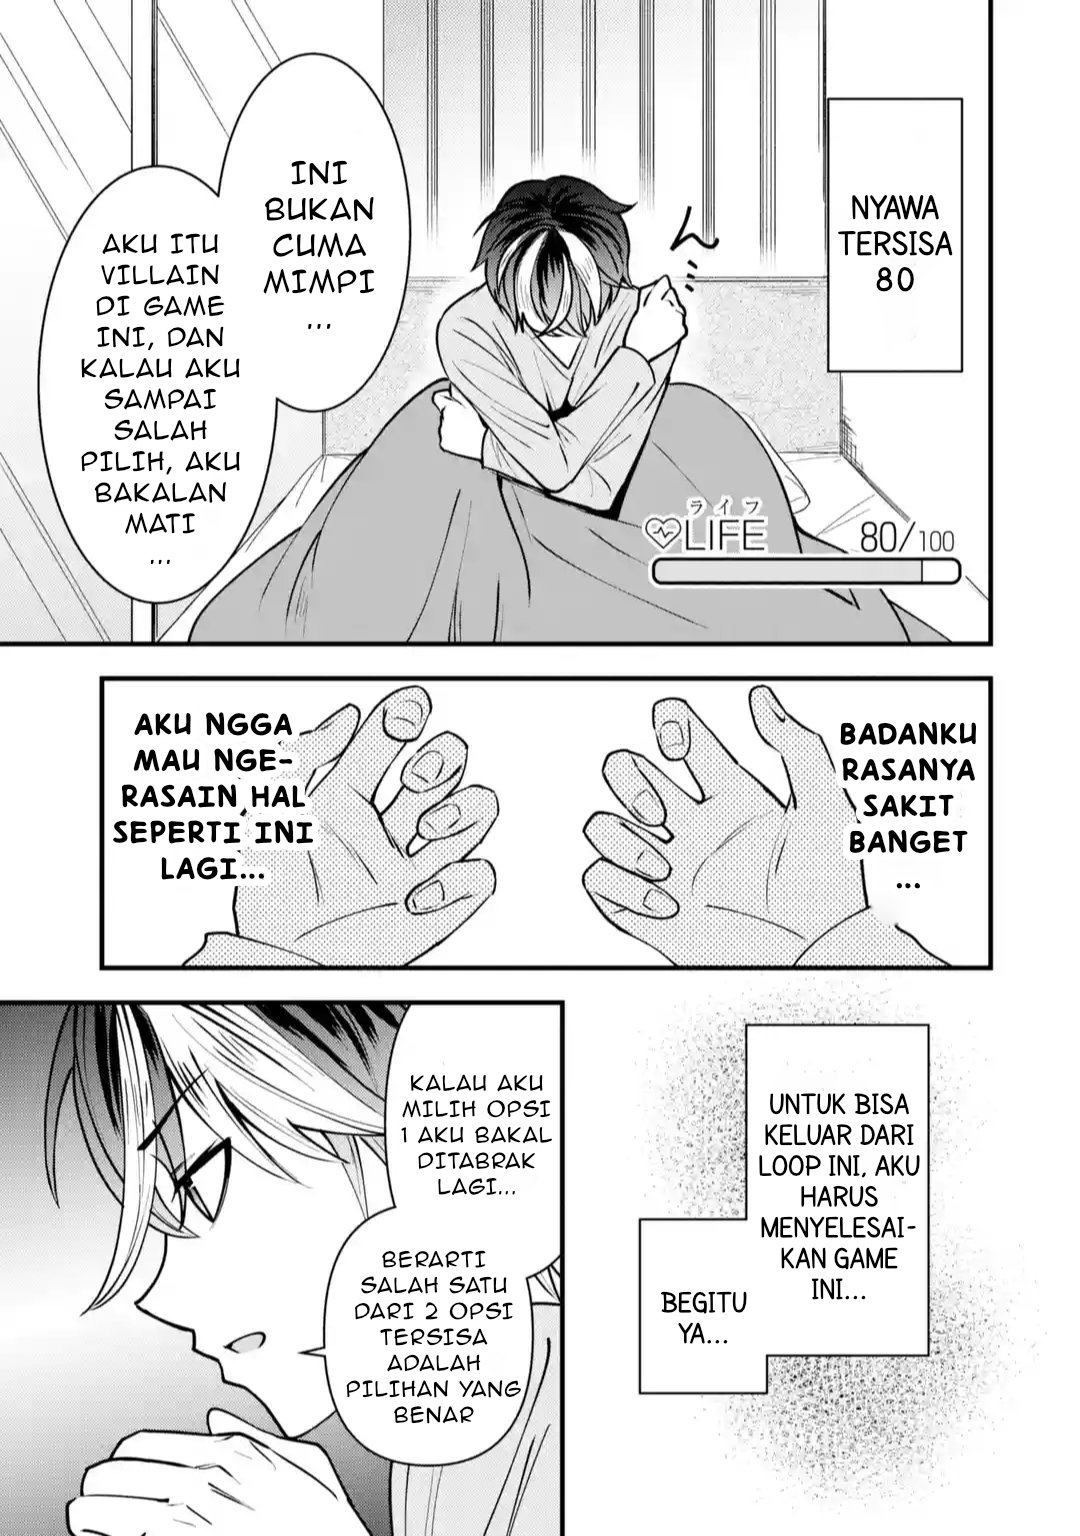 NYAWA
TERSISA
80
INI
BUKAN
CUMA
MIMPI
...
AKU ITU
VILLAIN
DI GAME
INI, DAN
KALAU AKU
SAMPAI
SALAH
PILIH, AKU
BAKALAN
MATI
...
ん
ライフ
LIFE 80/100
BADANKU
RASANYA
SAKIT
BANGET
...
AKU NGGA
MAU NGE-
RASAIN HAL
SEPERTI INI
LAGI...
UNTUK BISA
KELUAR DARI
LOOP INI, AKU
HARUS
MENYELESAI-
KAN GAME
INI...
BEGITU
YA...
KALAU AKU
MILIH OPSI
1 AKU BAKAL
DITABRAK
LAGI...
BERARTI
SALAH SATU
DARI 2 OPSI
TERSISA
ADALAH
PILIHAN YANG
BENAR